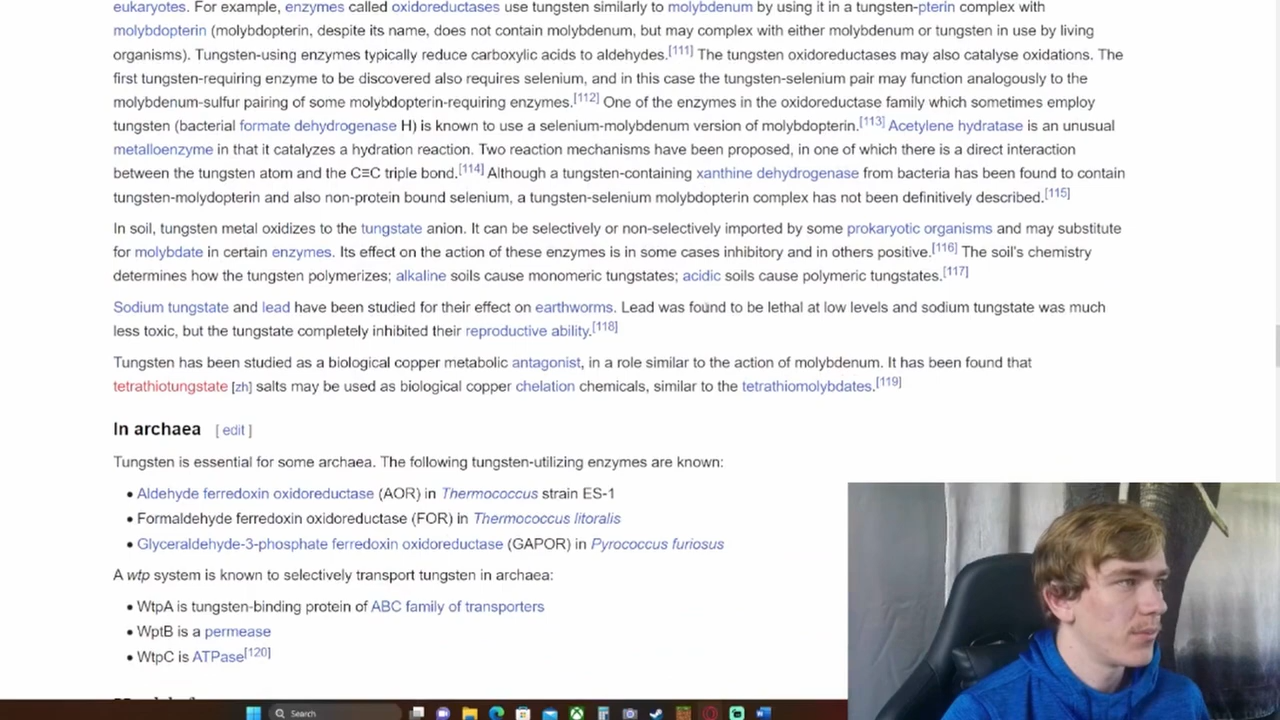 eukaryotes. For example, enzymes called oxidoreductases use tungsten similarly to molybdenum by using it in a tungsten-pterin complex with
molybdopterin (molybdopterin, despite its name, does not contain molybdenum, but may complex with either molybdenum or tungsten in use by living
organisms). Tungsten-using enzymes typically reduce carboxylic acids to aldehydes.[111] The tungsten oxidoreductases may also catalyse oxidations. The
first tungsten-requiring enzyme to be discovered also requires selenium, and in this case the tungsten-selenium pair may function analogously to the
molybdenum-sulfur pairing of some molybdopterin-requiring enzymes.[112] One of the enzymes in the oxidoreductase family which sometimes employ
tungsten (bacterial formate dehydrogenase H) is known to use a selenium-molybdenum version of molybdopterin.[113] Acetylene hydratase is an unusual
metalloenzyme in that it catalyzes a hydration reaction. Two reaction mechanisms have been proposed, in one of which there is a direct interaction
between the tungsten atom and the C≡C triple bond.[114] Although a tungsten-containing xanthine dehydrogenase from bacteria has been found to contain
tungsten-molydopterin and also non-protein bound selenium, a tungsten-selenium molybdopterin complex has not been definitively described.[115]
In soil, tungsten metal oxidizes to the tungstate anion. It can be selectively or non-selectively imported by some prokaryotic organisms and may substitute
for molybdate in certain enzymes. Its effect on the action of these enzymes is in some cases inhibitory and in others positive.[116] The soil's chemistry
determines how the tungsten polymerizes; alkaline soils cause monomeric tungstates; acidic soils cause polymeric tungstates.[117]
Sodium tungstate and lead have been studied for their effect on earthworms. Lead was found to be lethal at low levels and sodium tungstate was much
less toxic, but the tungstate completely inhibited their reproductive ability.[118]
Tungsten has been studied as a biological copper metabolic antagonist, in a role similar to the action of molybdenum. It has been found that
tetrathiotungstate [zh] salts may be used as biological copper chelation chemicals, similar to the tetrathiomolybdates.[119]
In archaea [ edit ]
Tungsten is essential for some archaea. The following tungsten-utilizing enzymes are known:
• Aldehyde ferredoxin oxidoreductase (AOR) in Thermococcus strain ES-1
• Formaldehyde ferredoxin oxidoreductase (FOR) in Thermococcus litoralis
• Glyceraldehyde-3-phosphate ferredoxin oxidoreductase (GAPOR) in Pyrococcus furiosus
A wtp system is known to selectively transport tungsten in archaea:
• WtpA is tungsten-binding protein of ABC family of transporters
• WptB is a permease
• WtpC is ATPase[120]
Search